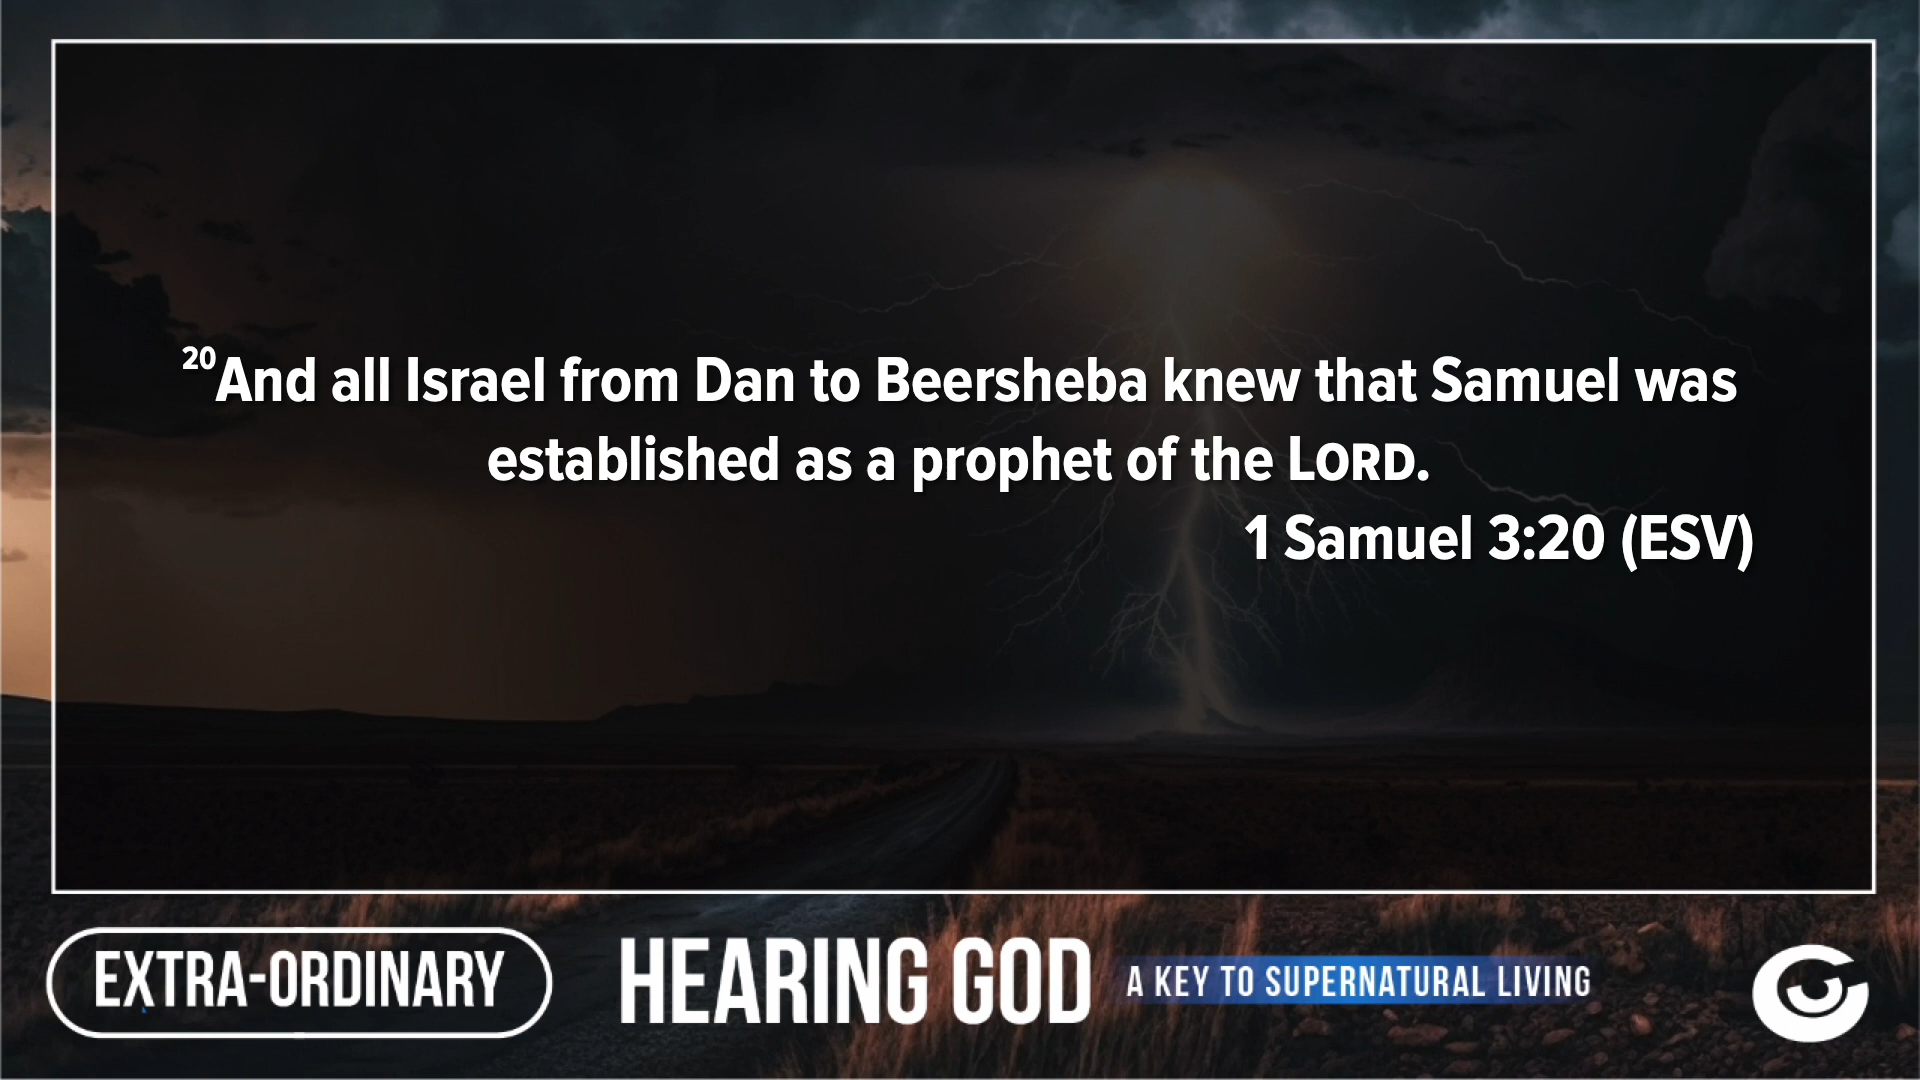 20And all Israel from Dan to Beersheba knew that Samuel was
established as a prophet of the LORD.
1 Samuel 3:20 (ESV)
EXTRA-ORDINARY
HEARING GOD
A KEY TO SUPERNATURAL LIVING